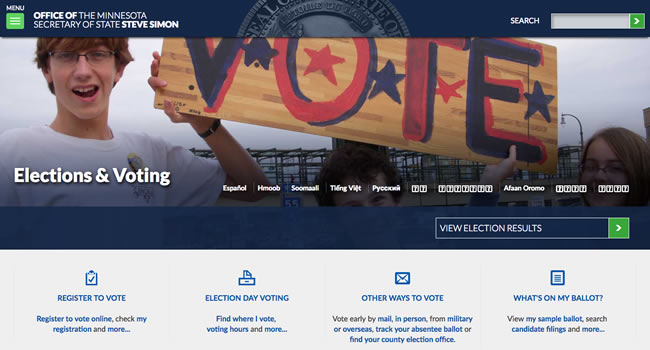 MENU
OFFICE OF THE MINNESOTA
SECRETARY OF STATE STEVE SIMON
SEARCH
VOTE
Elections & Voting
Español Hmoob Soomaali Tiếng Việt Русский Afaan Oromo
VIEW ELECTION RESULTS
REGISTER TO VOTE
Register to vote online, check my
registration and more...
ELECTION DAY VOTING
Find where I vote,
voting hours and more...
OTHER WAYS TO VOTE
Vote early by mail, in person, from military
or overseas, track your absentee ballot or
find your county election office.
WHAT'S ON MY BALLOT?
View my sample ballot, search
candidate filings and more...